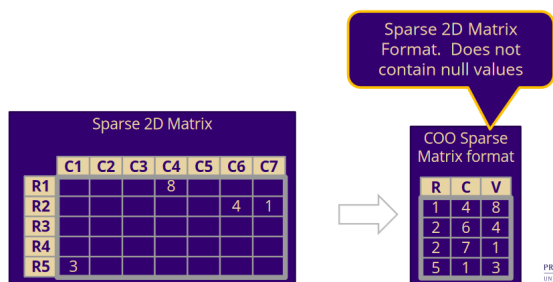 Sparse 2D Matrix
Format. Does not
contain null values
Sparse 2D Matrix
C1 C2 C3 C4 C5 C6 C7
R1 8
R2 4 1
R3
R4
R5 3
COO Sparse
Matrix format
R C V
1 4 8
2 6 4
2 7 1
5 1 3
PR
UN